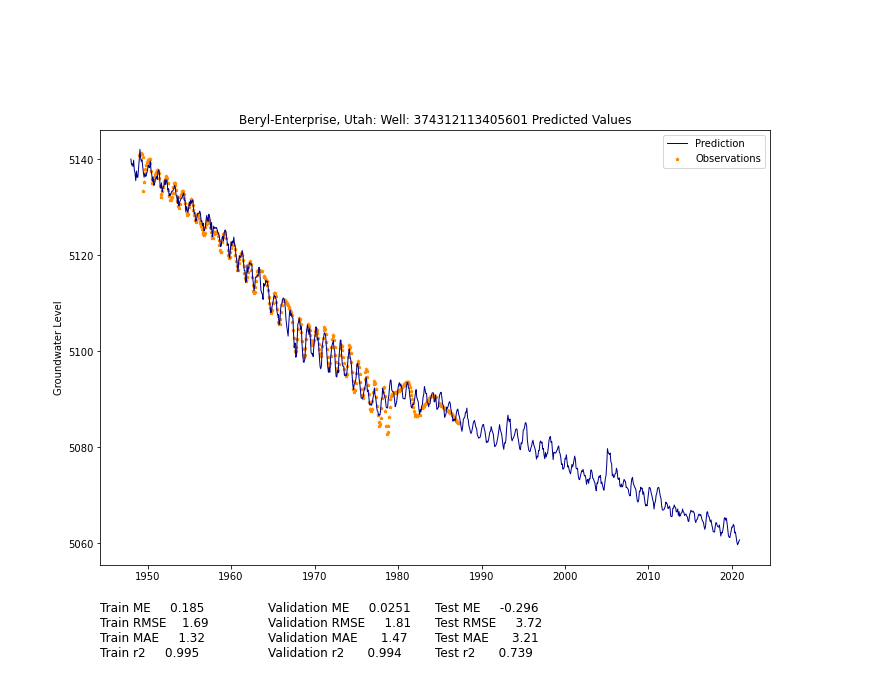 Beryl-Enterprise, Utah: Well: 374312113405601 Predicted Values
Prediction
Observations
Groundwater Level
5140
5120
5100
5080
5060
1950 1960 1970 1980 1990 2000 2010 2020
Train ME 0.185 Validation ME 0.0251 Test ME -0.296
Train RMSE 1.69 Validation RMSE 1.81 Test RMSE 3.72
Train MAE 1.32 Validation MAE 1.47 Test MAE 3.21
Train r2 0.995 Validation r2 0.994 Test r2 0.739